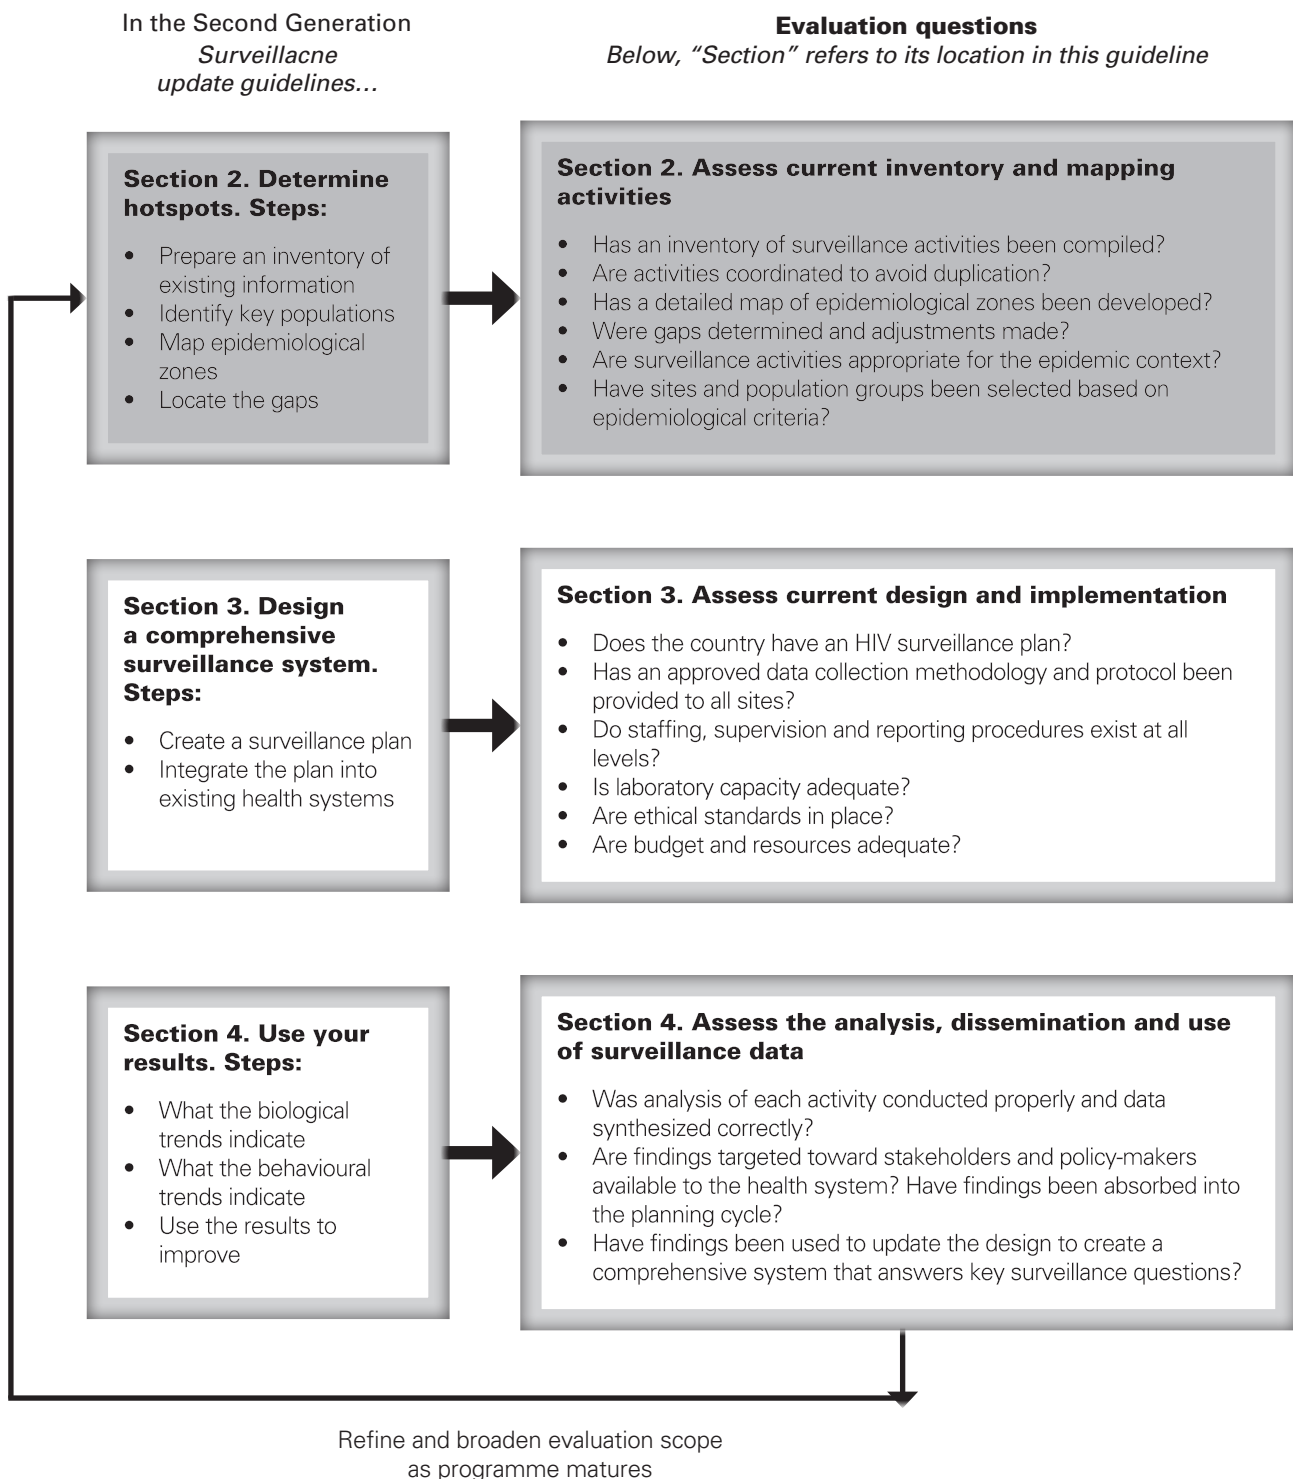 In the Second Generation
Surveillacne
update guidelines…
Evaluation questions
Below, “Section” refers to its location in this guideline
Section 2. Determine
hotspots. Steps:
• Prepare an inventory of
existing information
• Identify key populations
• Map epidemiological
zones
• Locate the gaps
Section 2. Assess current inventory and mapping
activities
• Has an inventory of surveillance activities been compiled?
• Are activities coordinated to avoid duplication?
• Has a detailed map of epidemiological zones been developed?
• Were gaps determined and adjustments made?
• Are surveillance activities appropriate for the epidemic context?
• Have sites and population groups been selected based on
epidemiological criteria?
Section 3. Design
a comprehensive
surveillance system.
Steps:
• Create a surveillance plan
• Integrate the plan into
existing health systems
Section 3. Assess current design and implementation
• Does the country have an HIV surveillance plan?
• Has an approved data collection methodology and protocol been
provided to all sites?
• Do staffing, supervision and reporting procedures exist at all
levels?
• Is laboratory capacity adequate?
• Are ethical standards in place?
• Are budget and resources adequate?
Section 4. Use your
results. Steps:
• What the biological
trends indicate
• What the behavioural
trends indicate
• Use the results to
improve
Section 4. Assess the analysis, dissemination and use
of surveillance data
• Was analysis of each activity conducted properly and data
synthesized correctly?
• Are findings targeted toward stakeholders and policy-makers
available to the health system? Have findings been absorbed into
the planning cycle?
• Have findings been used to update the design to create a
comprehensive system that answers key surveillance questions?
Refine and broaden evaluation scope
as programme matures